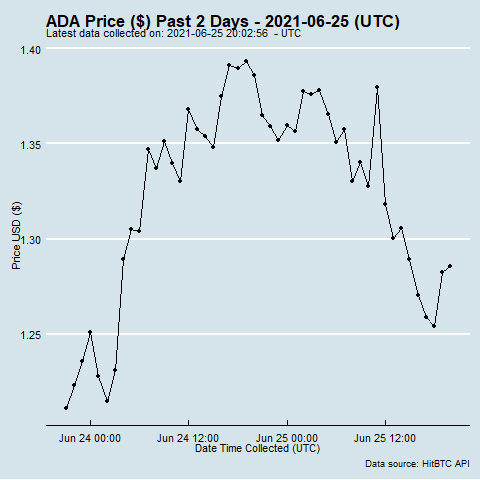 ADA Price ($) Past 2 Days - 2021-06-25 (UTC)
Latest data collected on: 2021-06-25 20:02:56 - UTC
1.40
1.35
1.30
1.25
Price USD ($)
Jun 24 00:00 Jun 24 12:00 Jun 25 00:00 Jun 25 12:00
Date Time Collected (UTC)
Data source: HitBTC API